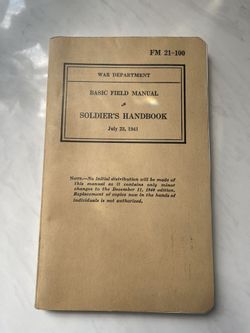 FM 21-100
WAR DEPARTMENT
BASIC FIELD MANUAL
SOLDIER'S HANDBOOK
July 23, 1941
NOTE.—No initial distribution will be made of
this manual as it contains only minor
changes to the December 11, 1940 edition.
Replacement of copies now in the hands of
individuals is not authorized.